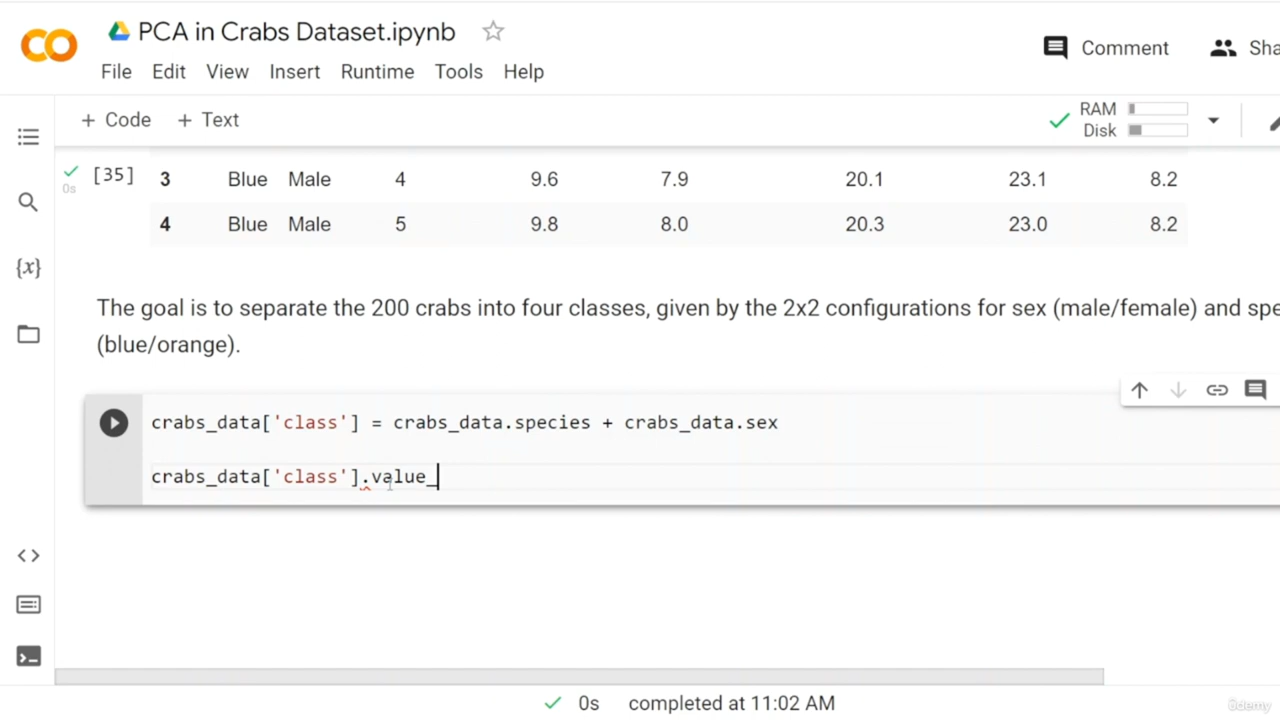 PCA in Crabs Dataset.ipynb
Comment
Sha
File Edit View Insert Runtime Tools Help
+ Code + Text
RAM
Disk
[35] 3 Blue Male 4 9.6 7.9 20.1 23.1 8.2
0s
4 Blue Male 5 9.8 8.0 20.3 23.0 8.2
{x}
The goal is to separate the 200 crabs into four classes, given by the 2x2 configurations for sex (male/female) and spe
(blue/orange).
crabs_data['class'] = crabs_data.species + crabs_data.sex
crabs_data['class'].value_
0s completed at 11:02 AM
ûdemy